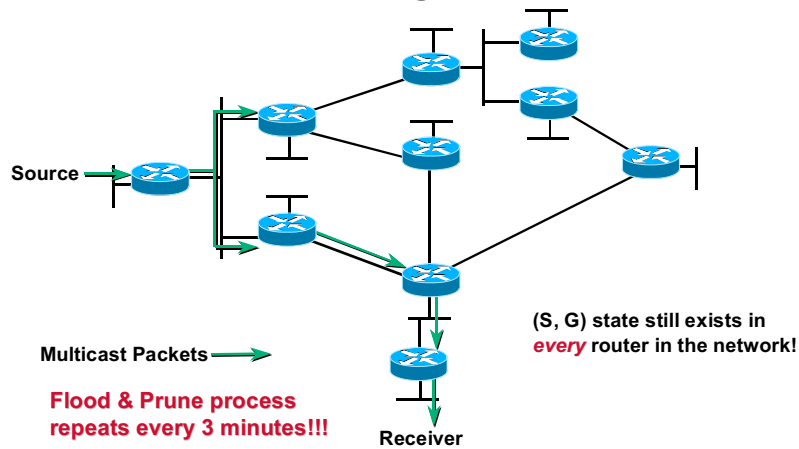 Source
(S, G) state still exists in
every router in the network!
Multicast Packets
Flood & Prune process
repeats every 3 minutes!!!
Receiver